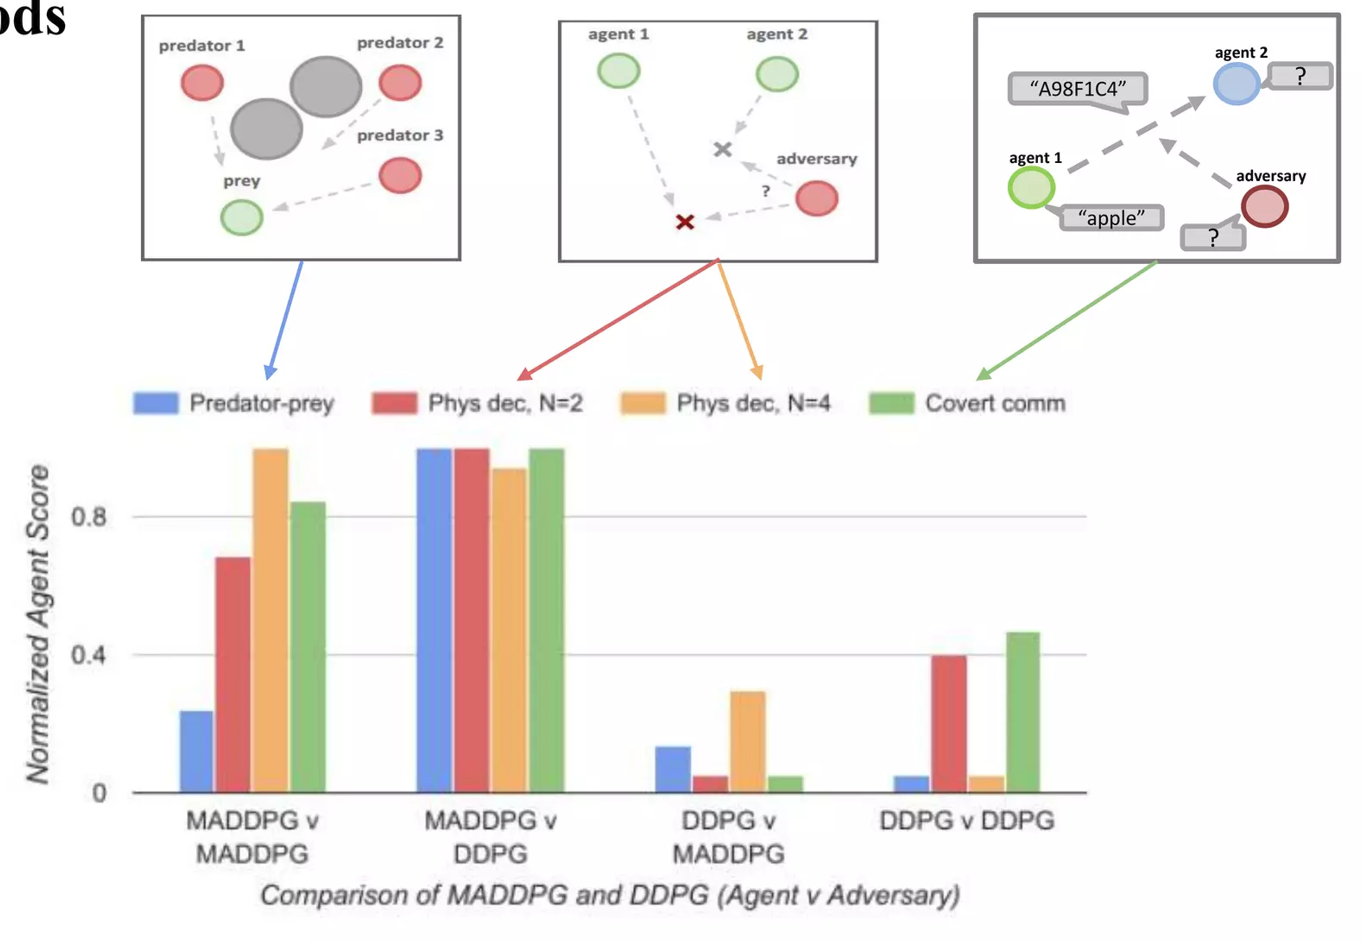 ods
predator 1
predator 2
predator 3
prey
agent 1
agent 2
adversary
?
agent 2
?
“A98F1C4”
agent 1
“apple”
adversary
?
Predator-prey
Phys dec, N=2
Phys dec, N=4
Covert comm
Normalized Agent Score
0.8
0.4
0
MADDPG v
MADDPG
MADDPG v
DDPG
DDPG v
MADDPG
DDPG v DDPG
Comparison of MADDPG and DDPG (Agent v Adversary)